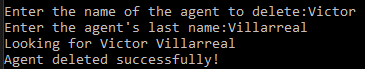 Enter the name of the agent to delete:Victor
Enter the agent's last name:Villarreal
Looking for Victor Villarreal
Agent deleted successfully!